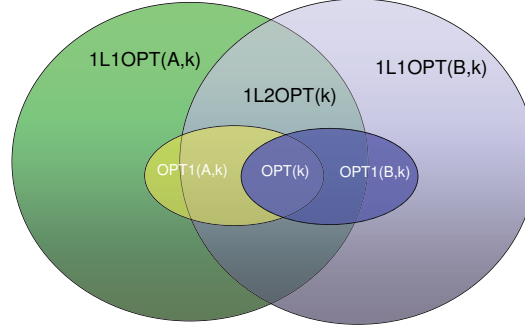 1L1OPT(A,k)
1L1OPT(B,k)
1L2OPT(k)
OPT1(A,k)
OPT(k)
OPT1(B,k)